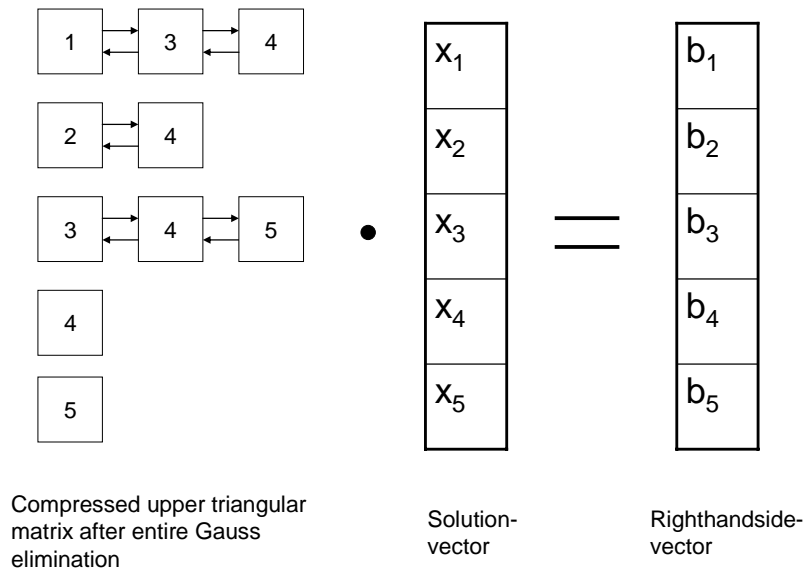 1 3 4 x₁ b₁
2 4 x₂ b₂
3 4 5 • x₃ = b₃
4 x₄ b₄
5 x₅ b₅
Compressed upper triangular
matrix after entire Gauss
elimination
Solution-
vector
Righthandside-
vector